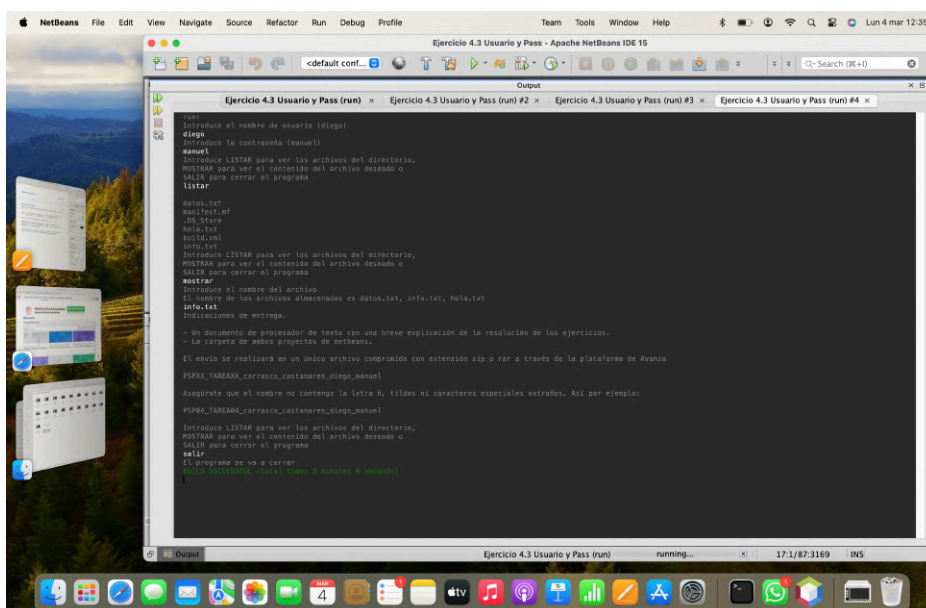 NetBeans File Edit View Navigate Source Refactor Run Debug Profile Team Tools Window Help Lun 4 mar 12:35
Ejercicio 4.3 Usuario y Pass - Apache NetBeans IDE 15
<default conf... Search (⌘+I)
Output
Ejercicio 4.3 Usuario y Pass (run) × Ejercicio 4.3 Usuario y Pass (run) #2 × Ejercicio 4.3 Usuario y Pass (run) #3 × Ejercicio 4.3 Usuario y Pass (run) #4 ×
run:
Introduce el nombre de usuario (diego)
diego
Introduce la contraseña (manuel)
manuel
Introduce LISTAR para ver los archivos del directorio,
MOSTRAR para ver el contenido del archivo deseado o
SALIR para cerrar el programa
listar
datos.txt
manifest.mf
.DS_Store
hola.txt
build.xml
info.txt
Introduce LISTAR para ver los archivos del directorio,
MOSTRAR para ver el contenido del archivo deseado o
SALIR para cerrar el programa
mostrar
Introduce el nombre del archivo
El nombre de los archivos almacenados es datos.txt, info.txt, hola.txt
info.txt
Indicaciones de entrega.
- Un documento de procesador de texto con una breve explicación de la resolución de los ejercicios.
- La carpeta de ambos proyectos de netbeans.
El envío se realizará en un único archivo comprimido con extensión zip o rar a través de la plataforma de Avanza
PSPXX_TAREAXX_carrasco_castanares_diego_manuel
Asegúrate que el nombre no contenga la letra ñ, tildes ni caracteres especiales extraños. Así por ejemplo:
PSP04_TAREA04_carrasco_castanares_diego_manuel
Introduce LISTAR para ver los archivos del directorio,
MOSTRAR para ver el contenido del archivo deseado o
SALIR para cerrar el programa
salir
El programa se va a cerrar
BUILD SUCCESSFUL (total time: 2 minutes 8 seconds)
Output Ejercicio 4.3 Usuario y Pass (run) running... 17:1/87:3169 INS
MAR
4
tv